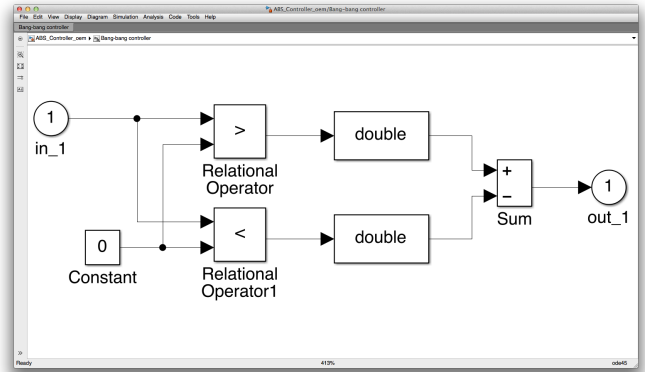 ABS_Controller_oem/Bang-bang controller
File Edit View Display Diagram Simulation Analysis Code Tools Help
Bang-bang controller
ABS_Controller_oem Bang-bang controller
1
in_1
>
Relational
Operator
double
+
−
Sum
1
out_1
0
Constant
<
Relational
Operator1
double
Ready 413% ode45